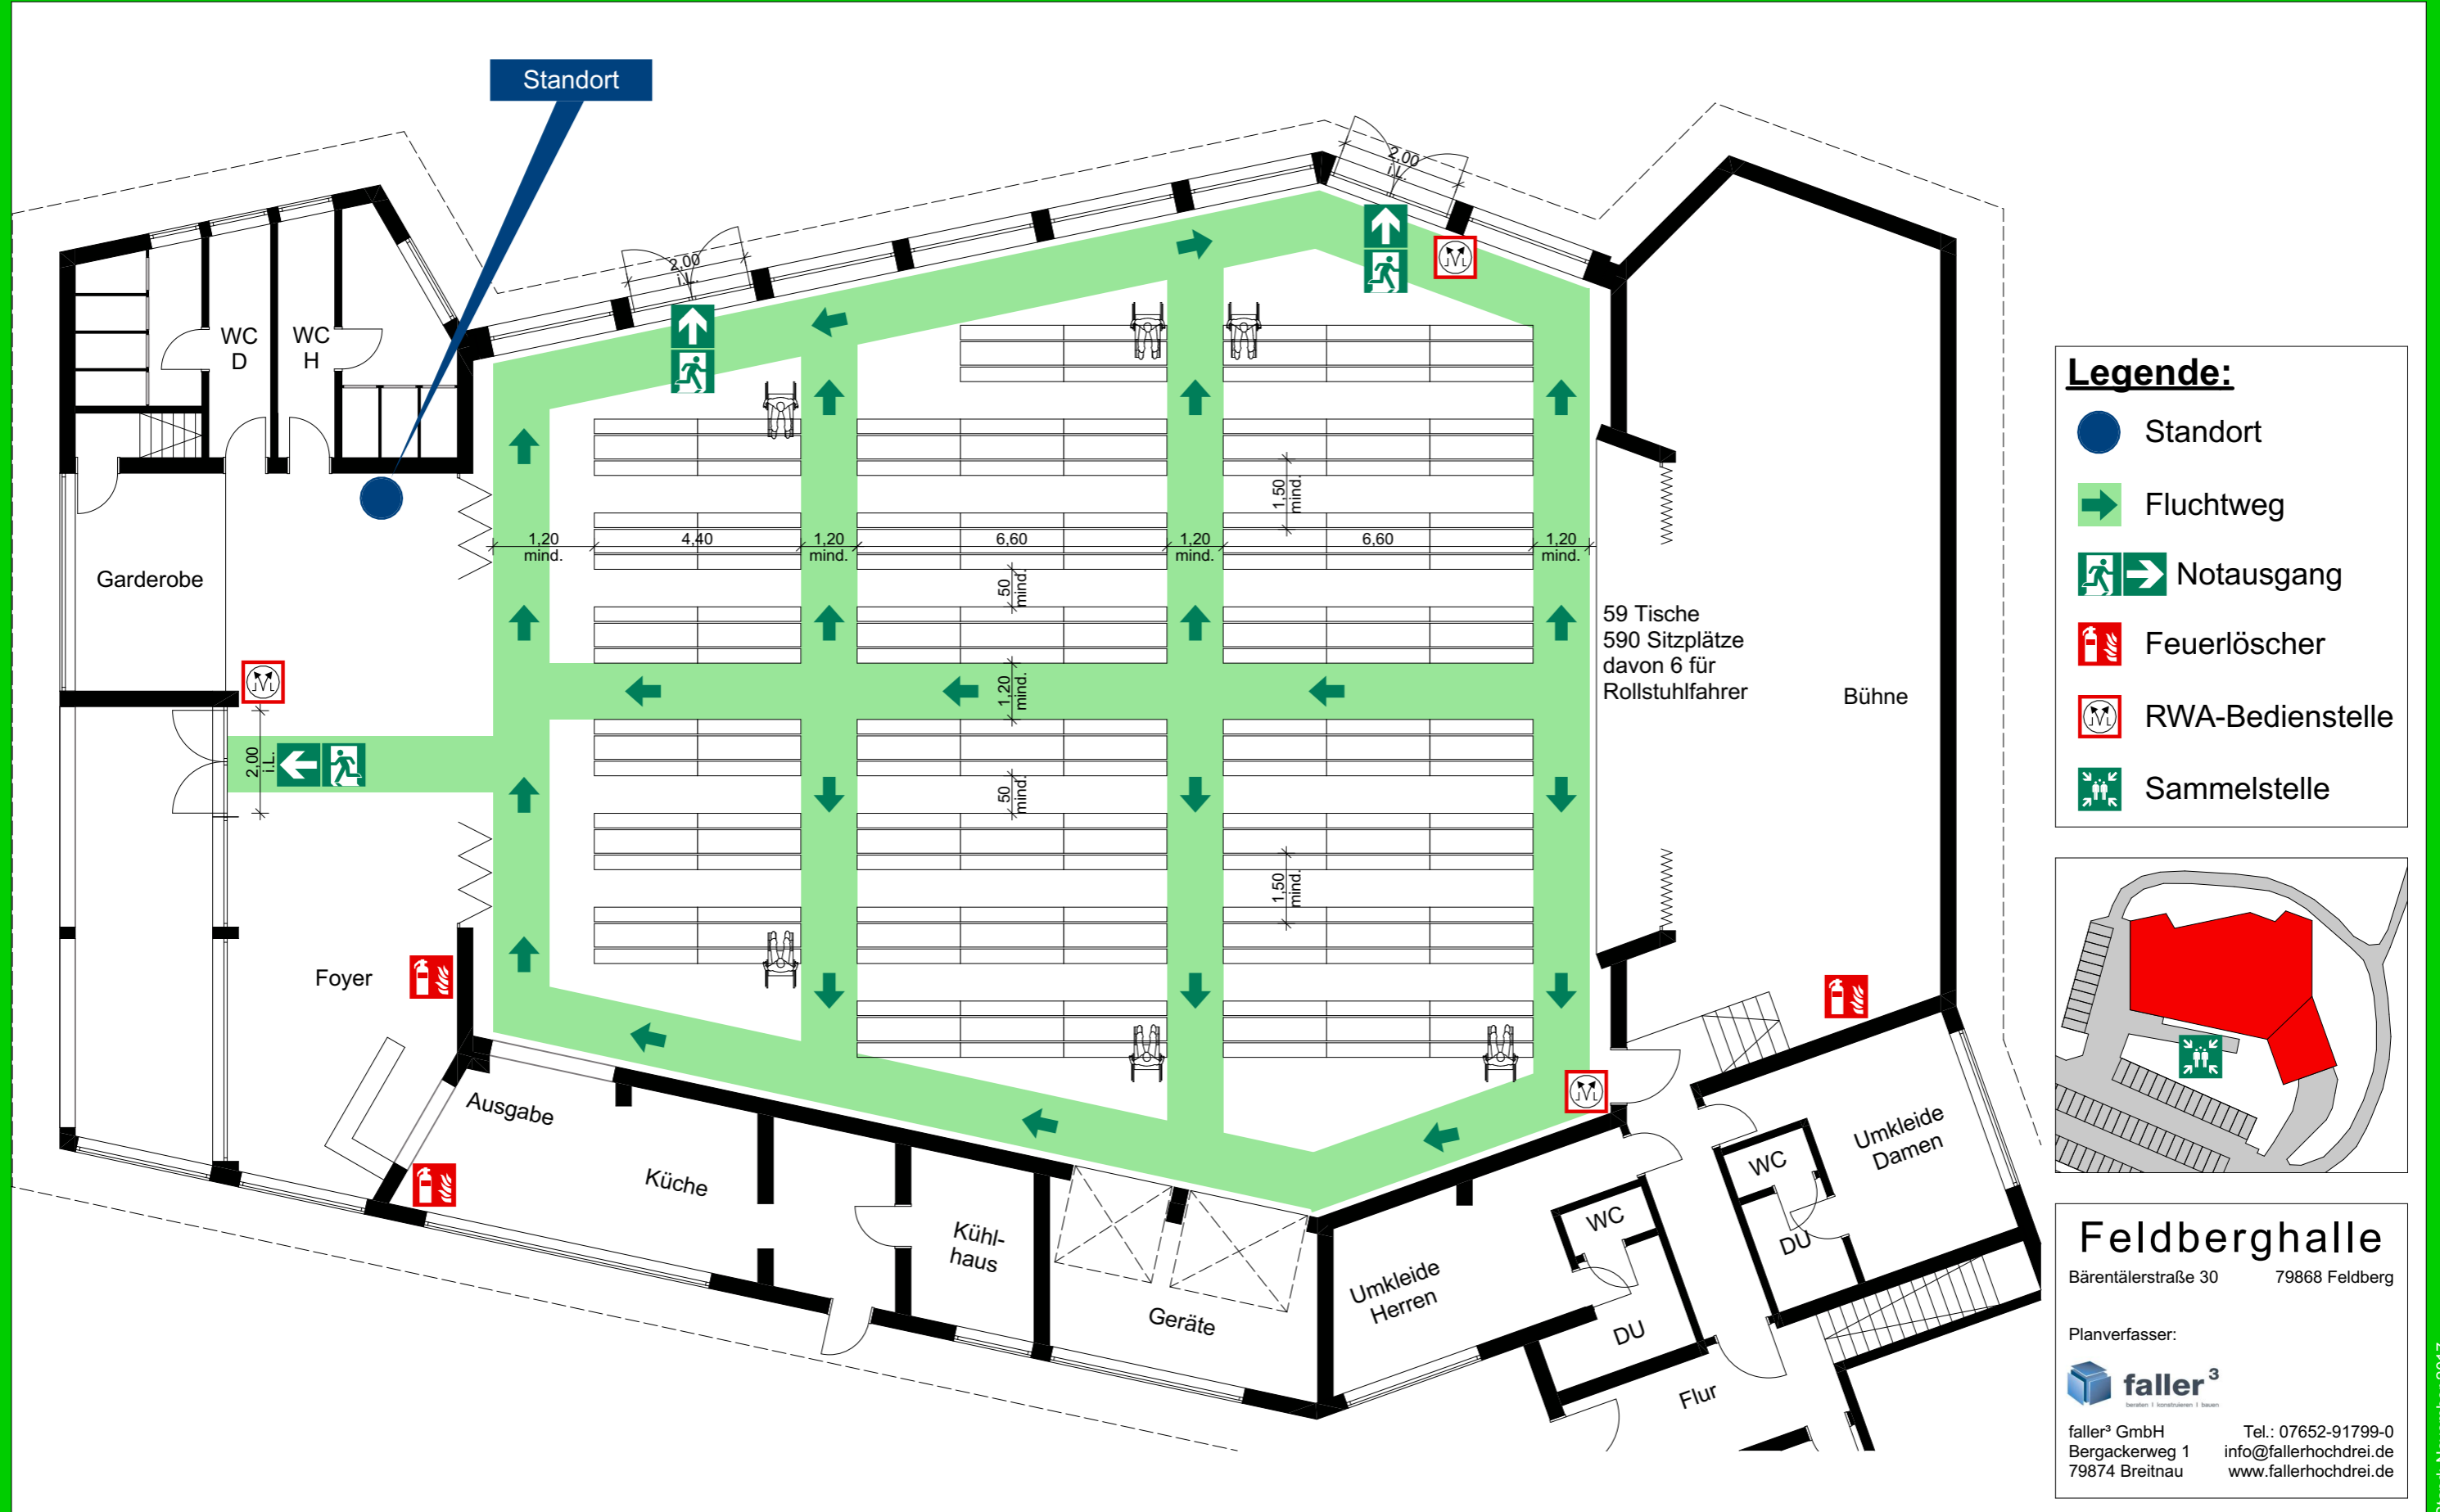 Standort
2,00
i.L.
2,00
i.L.
WC
D
WC
H
Garderobe
1,20
mind.
4,40
1,20
mind.
6,60
1,20
mind.
6,60
1,20
mind.
1,50
mind.
50
mind.
1,20
mind.
50
mind.
1,50
mind.
2,00
i.L.
59 Tische
590 Sitzplätze
davon 6 für
Rollstuhlfahrer
Bühne
Foyer
Ausgabe
Küche
Kühl-
haus
Geräte
Umkleide
Herren
WC
DU
WC
DU
Umkleide
Damen
Flur
Legende:
Standort
Fluchtweg
Notausgang
Feuerlöscher
RWA-Bedienstelle
Sammelstelle
Feldberghalle
Bärentälerstraße 30 79868 Feldberg
Planverfasser:
faller³
beraten I konstruieren I bauen
faller³ GmbH Tel.: 07652-91799-0
Bergackerweg 1 info@fallerhochdrei.de
79874 Breitnau www.fallerhochdrei.de